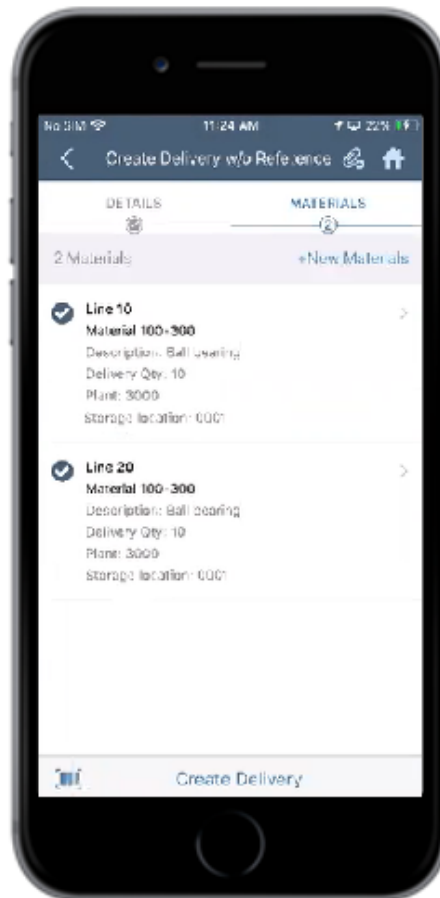 No SIM 11:24 AM 22%
Create Delivery w/o Reference
DETAILS MATERIALS
2
2 Materials +New Materials
Line 10
Material 100-300
Description: Ball bearing
Delivery Qty: 10
Plant: 3000
Storage location: 0001
Line 20
Material 100-300
Description: Ball bearing
Delivery Qty: 10
Plant: 3000
Storage location: 0001
Create Delivery